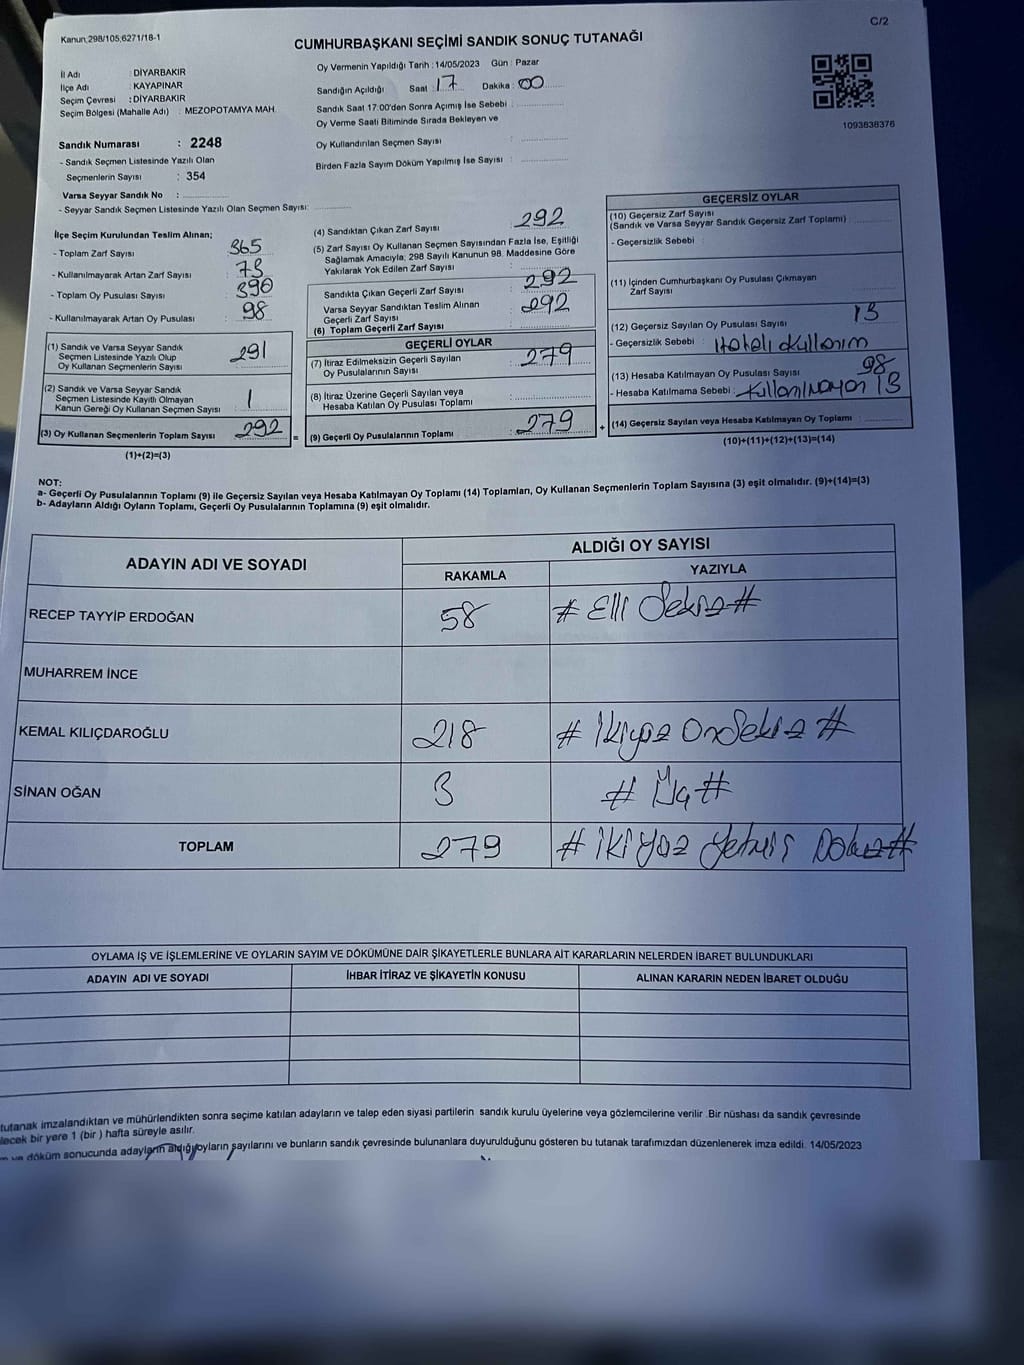 C/2
Kanun:298/105,6271/18-1
CUMHURBAŞKANI SEÇİMİ SANDIK SONUÇ TUTANAĞI
İl Adı : DİYARBAKIR
İlçe Adı : KAYAPINAR
Seçim Çevresi : DİYARBAKIR
Seçim Bölgesi (Mahalle Adı) : MEZOPOTAMYA MAH.
Oy Vermenin Yapıldığı Tarih : 14/05/2023 Gün : Pazar
Sandığın Açıldığı Saat : 17 Dakika : 00
Sandık Saat 17:00'den Sonra Açımış İse Sebebi :
Oy Verme Saati Bitiminde Sırada Bekleyen ve
Oy Kullandırılan Seçmen Sayısı :
Birden Fazla Sayım Döküm Yapılmış İse Sayısı :
1093838376
Sandık Numarası : 2248
- Sandık Seçmen Listesinde Yazılı Olan
Seçmenlerin Sayısı : 354
Varsa Seyyar Sandık No :
- Seyyar Sandık Seçmen Listesinde Yazılı Olan Seçmen Sayısı:
İlçe Seçim Kurulundan Teslim Alınan;
- Toplam Zarf Sayısı : 365
- Kullanılmayarak Artan Zarf Sayısı : 73
- Toplam Oy Pusulası Sayısı : 390
- Kullanılmayarak Artan Oy Pusulası : 98
(1) Sandık ve Varsa Seyyar Sandık
Seçmen Listesinde Yazılı Olup
Oy Kullanan Seçmenlerin Sayısı : 291
(2) Sandık ve Varsa Seyyar Sandık
Seçmen Listesinde Kayıtlı Olmayan
Kanun Gereği Oy Kullanan Seçmen Sayısı : 1
(3) Oy Kullanan Seçmenlerin Toplam Sayısı : 292 =
(1)+(2)=(3)
(4) Sandıktan Çıkan Zarf Sayısı : 292
(5) Zarf Sayısı Oy Kullanan Seçmen Sayısından Fazla İse, Eşitliği
Sağlamak Amacıyla; 298 Sayılı Kanunun 98. Maddesine Göre
Yakılarak Yok Edilen Zarf Sayısı :
Sandıkta Çıkan Geçerli Zarf Sayısı : 292
Varsa Seyyar Sandıktan Teslim Alınan
Geçerli Zarf Sayısı : 292
(6) Toplam Geçerli Zarf Sayısı :
GEÇERLİ OYLAR
(7) İtiraz Edilmeksizin Geçerli Sayılan
Oy Pusulalarının Sayısı : 279
(8) İtiraz Üzerine Geçerli Sayılan veya
Hesaba Katılan Oy Pusulası Toplamı :
(9) Geçerli Oy Pusulalarının Toplamı : 279 +
GEÇERSİZ OYLAR
(10) Geçersiz Zarf Sayısı
(Sandık ve Varsa Seyyar Sandık Geçersiz Zarf Toplamı) :
- Geçersizlik Sebebi :
(11) İçinden Cumhurbaşkanı Oy Pusulası Çıkmayan
Zarf Sayısı :
(12) Geçersiz Sayılan Oy Pusulası Sayısı : 13
- Geçersizlik Sebebi : Hatalı Kullanım
(13) Hesaba Katılmayan Oy Pusulası Sayısı : 98
- Hesaba Katılmama Sebebi : Kullanılmayan 13
(14) Geçersiz Sayılan veya Hesaba Katılmayan Oy Toplamı :
(10)+(11)+(12)+(13)=(14)
NOT:
a- Geçerli Oy Pusulalarının Toplamı (9) ile Geçersiz Sayılan veya Hesaba Katılmayan Oy Toplamı (14) Toplamları, Oy Kullanan Seçmenlerin Toplam Sayısına (3) eşit olmalıdır. (9)+(14)=(3)
b- Adayların Aldığı Oyların Toplamı, Geçerli Oy Pusulalarının Toplamına (9) eşit olmalıdır.
ADAYIN ADI VE SOYADI ALDIĞI OY SAYISI
RAKAMLA YAZIYLA
RECEP TAYYİP ERDOĞAN 58 # Elli Sekiz #
MUHARREM İNCE
KEMAL KILIÇDAROĞLU 218 # İkiyüz OnSekiz #
SİNAN OĞAN 3 # Üç #
TOPLAM 279 # İkiyüz Yetmiş Dokuz #
OYLAMA İŞ VE İŞLEMLERİNE VE OYLARIN SAYIM VE DÖKÜMÜNE DAİR ŞİKAYETLERLE BUNLARA AİT KARARLARIN NELERDEN İBARET BULUNDUKLARI
ADAYIN ADI VE SOYADI İHBAR İTİRAZ VE ŞİKAYETİN KONUSU ALINAN KARARIN NEDEN İBARET OLDUĞU
tutanak imzalandıktan ve mühürlendikten sonra seçime katılan adayların ve talep eden siyasi partilerin sandık kurulu üyelerine veya gözlemcilerine verilir .Bir nüshası da sandık çevresinde
lecek bir yere 1 (bir ) hafta süreyle asılır.
ve döküm sonucunda adayların aldığı oyların sayılarını ve bunların sandık çevresinde bulunanlara duyurulduğunu gösteren bu tutanak tarafımızdan düzenlenerek imza edildi. 14/05/2023